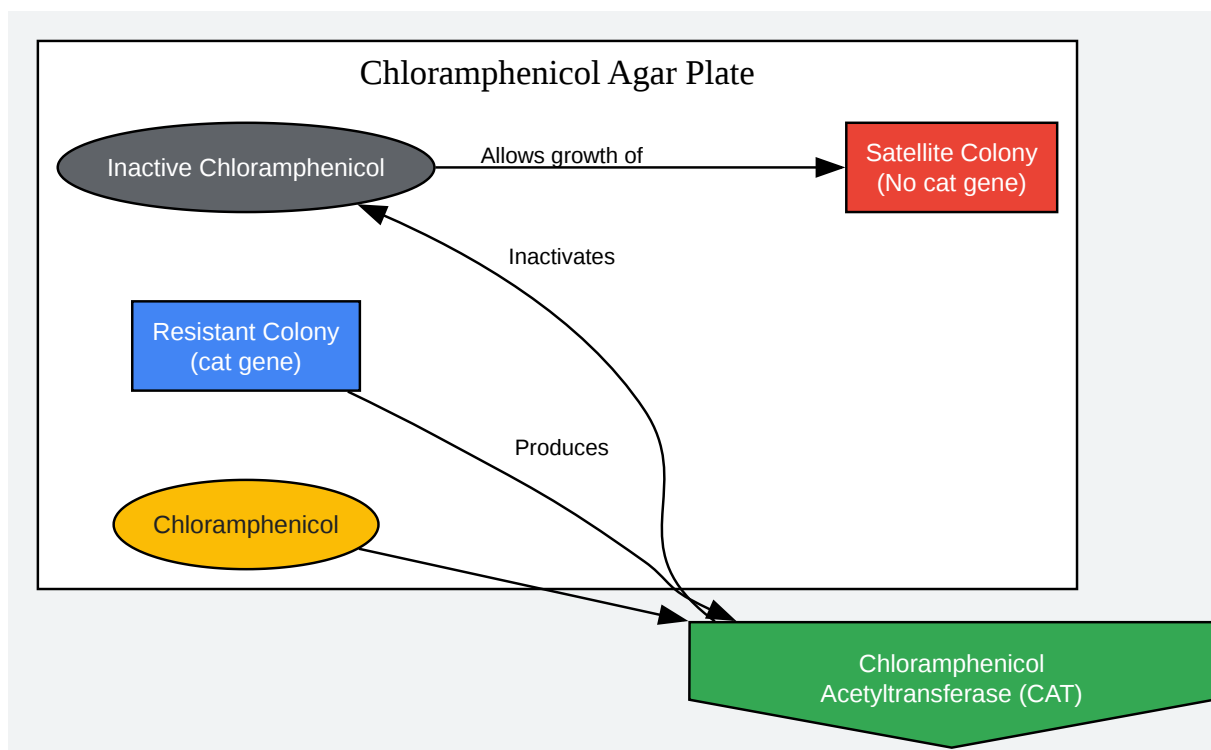 Chloramphenicol Agar Plate
Inactive Chloramphenicol
Allows growth of
Satellite Colony
(No cat gene)
Inactivates
Resistant Colony
(cat gene)
Produces
Chloramphenicol
Chloramphenicol
Acetyltransferase (CAT)